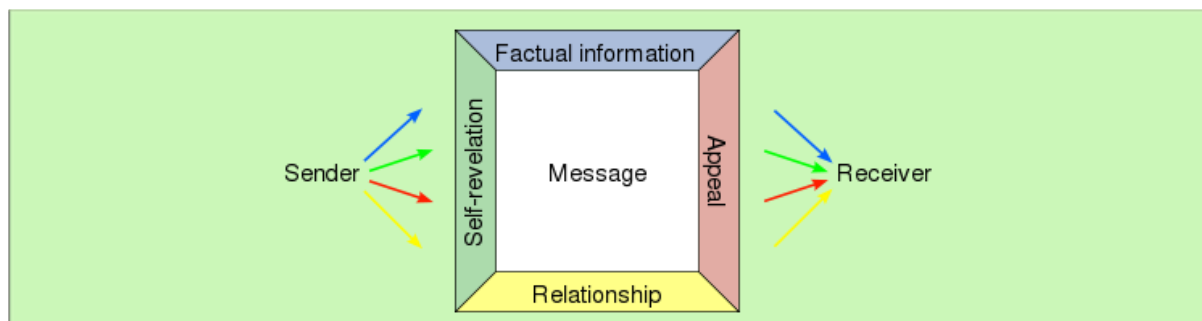 Factual information
Sender
Self-revelation
Message
Appeal
Receiver
Relationship